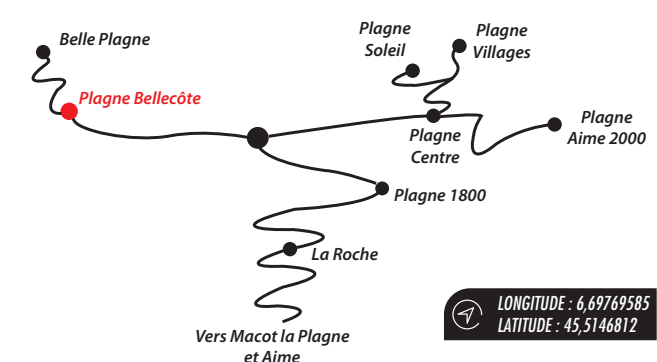 Belle Plagne
Plagne Bellecôte
Plagne
Soleil
Plagne
Villages
Plagne
Centre
Plagne
Aime 2000
Plagne 1800
La Roche
Vers Macot la Plagne
et Aime
LONGITUDE : 6,69769585
LATITUDE : 45,5146812